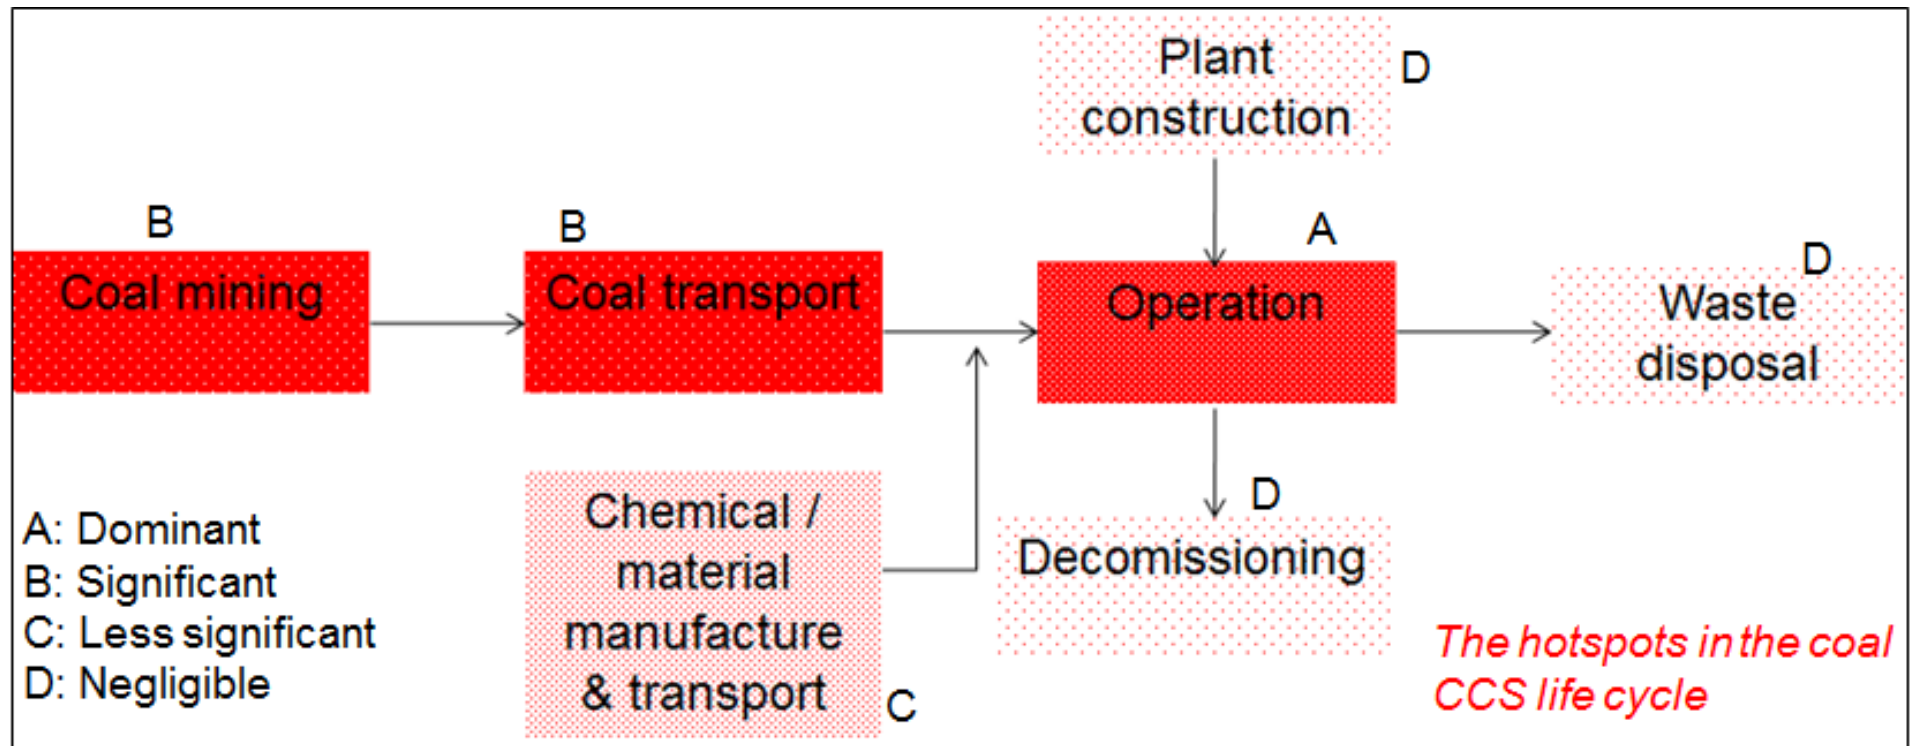 Plant
construction
D
B
Coal mining
B
Coal transport
A
Operation
D
Waste
disposal
Chemical /
material
manufacture
& transport
C
D
Decomissioning
A: Dominant
B: Significant
C: Less significant
D: Negligible
The hotspots in the coal
CCS life cycle